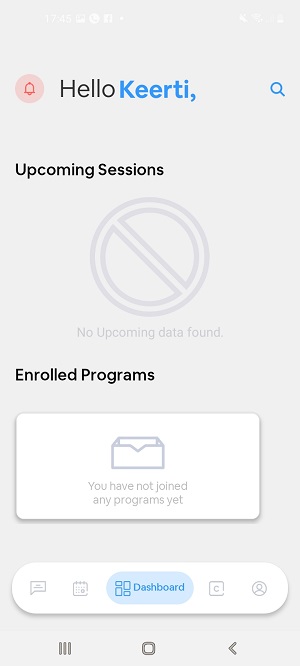 17:45
Hello Keerti,
Upcoming Sessions
No Upcoming data found.
Enrolled Programs
You have not joined
any programs yet
Dashboard
C